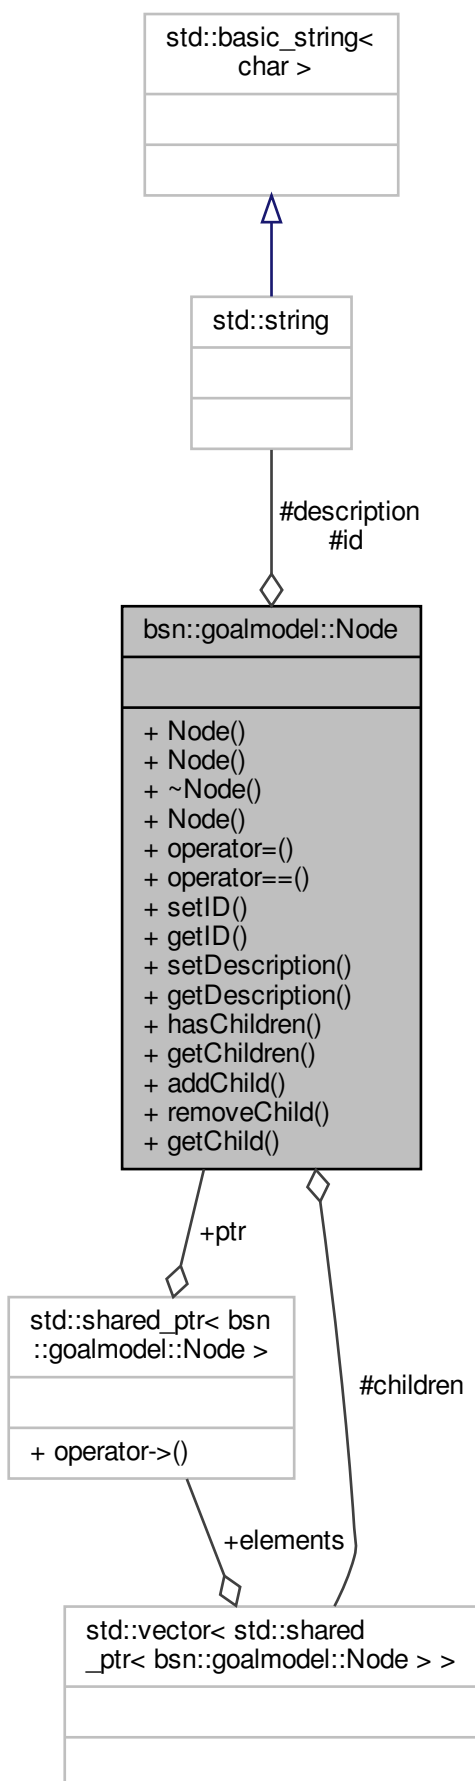 std::basic_string<
char >
std::string
#description
#id
bsn::goalmodel::Node
+ Node()
+ Node()
+ ~Node()
+ Node()
+ operator=()
+ operator==()
+ setID()
+ getID()
+ setDescription()
+ getDescription()
+ hasChildren()
+ getChildren()
+ addChild()
+ removeChild()
+ getChild()
+ptr
std::shared_ptr< bsn
::goalmodel::Node >
+ operator->()
#children
+elements
std::vector< std::shared
_ptr< bsn::goalmodel::Node > >